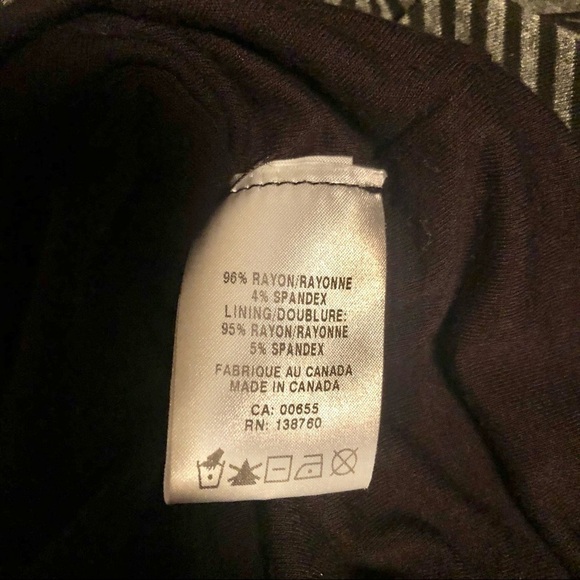 96% RAYON/RAYONNE
4% SPANDEX
LINING/DOUBLURE:
95% RAYON/RAYONNE
5% SPANDEX
FABRIQUE AU CANADA
MADE IN CANADA
CA: 00655
RN: 138760